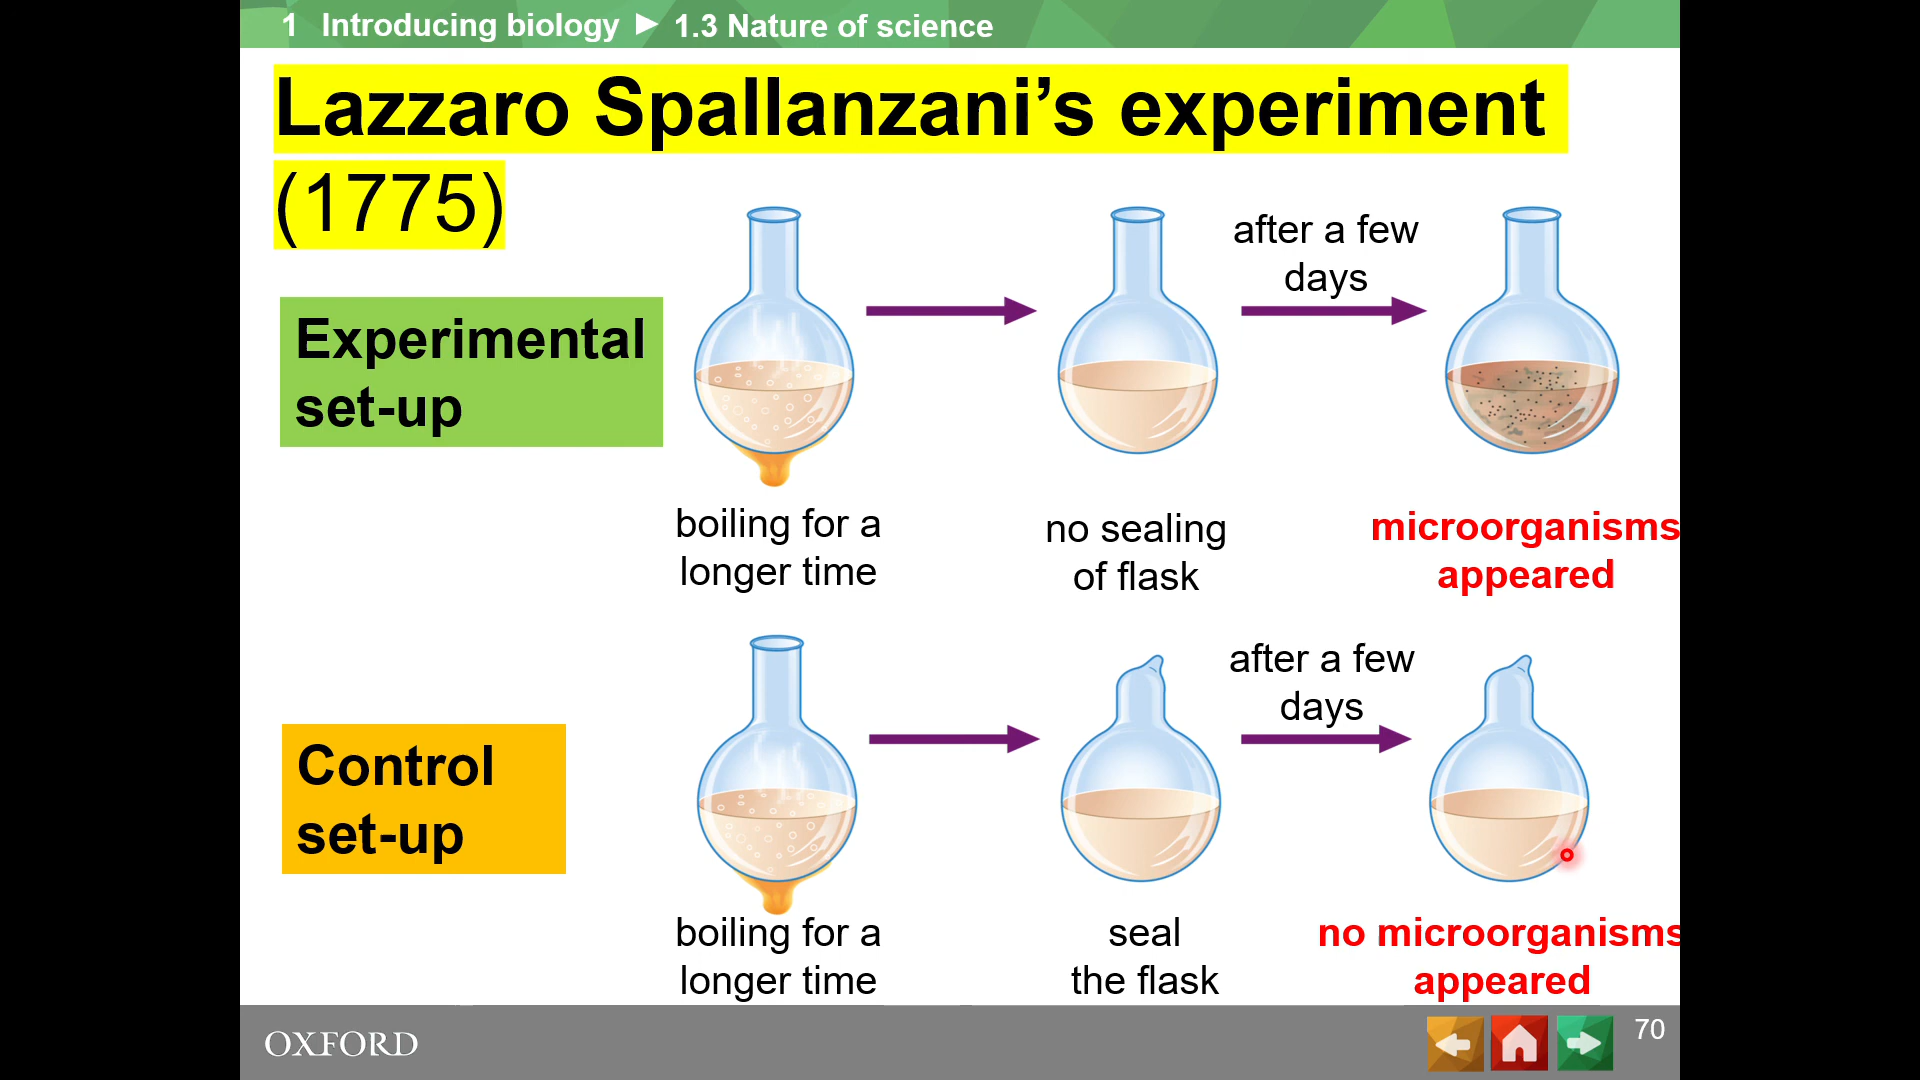 1 Introducing biology ► 1.3 Nature of science
Lazzaro Spallanzani’s experiment
(1775)
Experimental
set-up
after a few
days
boiling for a
longer time
no sealing
of flask
microorganisms
appeared
Control
set-up
after a few
days
boiling for a
longer time
seal
the flask
no microorganisms
appeared
OXFORD
70